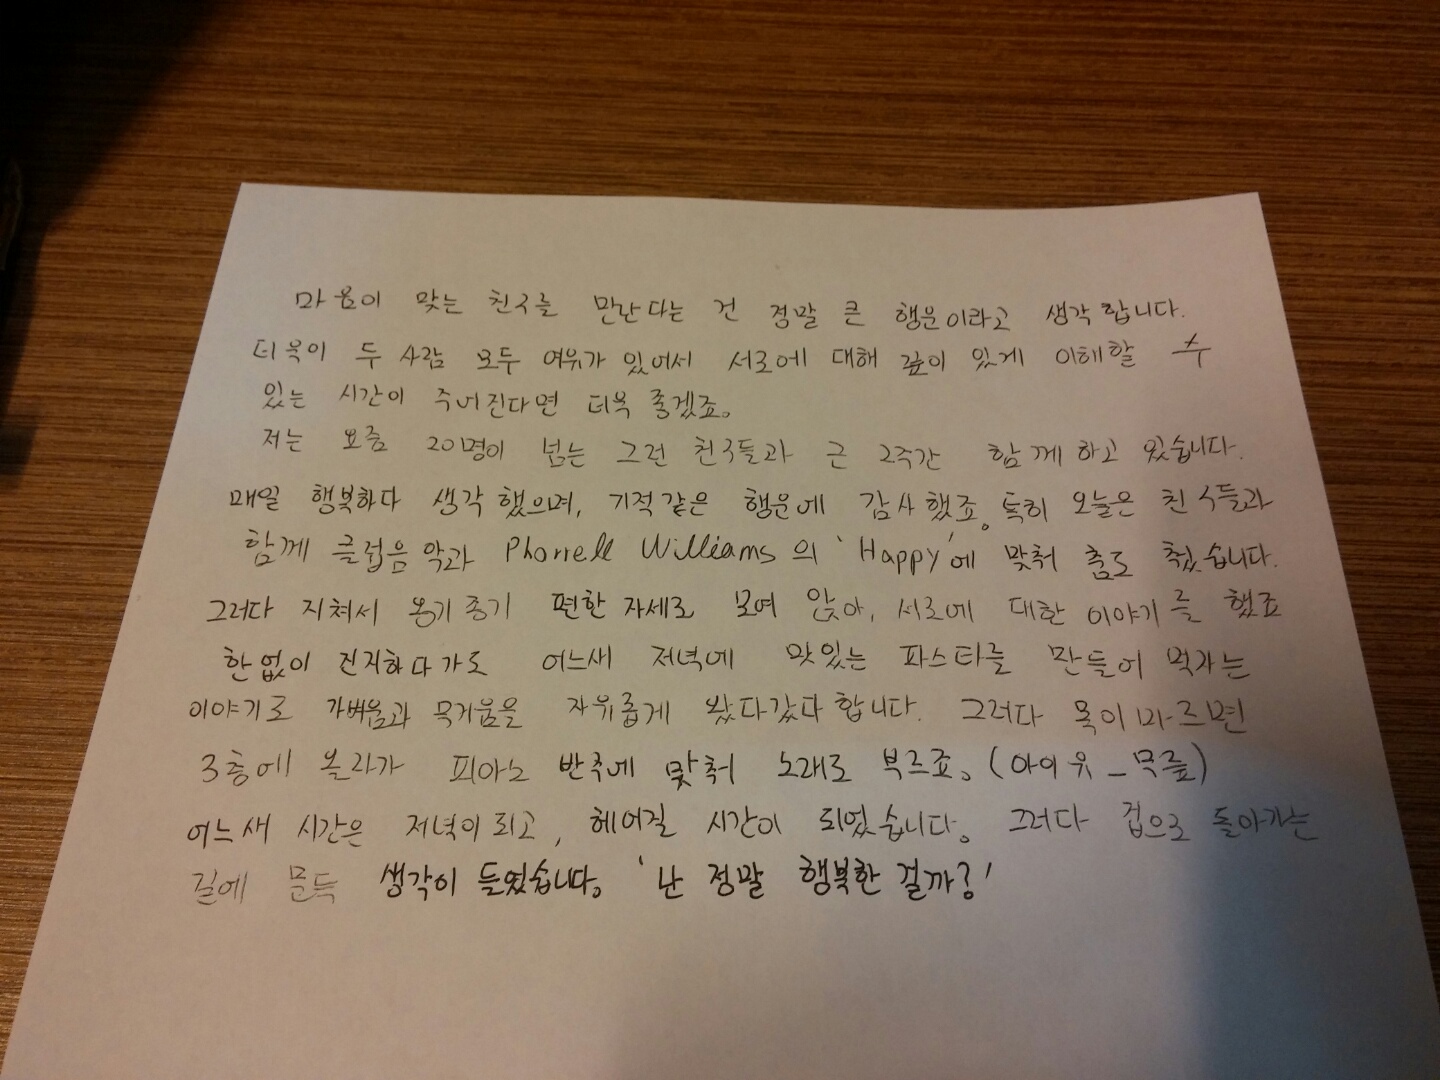 마음이 맞는 친구를 만난다는 건 정말 큰 행운이라고 생각합니다.
더욱이 두 사람 모두 여유가 있어서 서로에 대해 깊이 있게 이해할 수
있는 시간이 주어진다면 더욱 좋겠죠.
저는 요즘 20명이 넘는 그런 친구들과 근 2주간 함께하고 있습니다.
매일 행복하다 생각했으며, 기적같은 행운에 감사했죠. 특히 오늘은 친구들과
함께 클럽음악과 Pharrell Williams의 'Happy'에 맞춰 춤도 췄습니다.
그러다 지쳐서 옹기종기 편한 자세로 모여 앉아, 서로에 대한 이야기를 했죠
한없이 진지하다가도 어느새 저녁에 맛있는 파스타를 만들어 먹자는
이야기로 가벼움과 무거움을 자유롭게 왔다갔다 합니다. 그러다 목이 마르면
3층에 올라가 피아노 반주에 맞춰 노래도 부르죠. (아이유_무릎)
어느새 시간은 저녁이 되고, 헤어질 시간이 되었습니다. 그러다 집으로 돌아가는
길에 문득 생각이 들었습니다. '난 정말 행복한 걸까?'